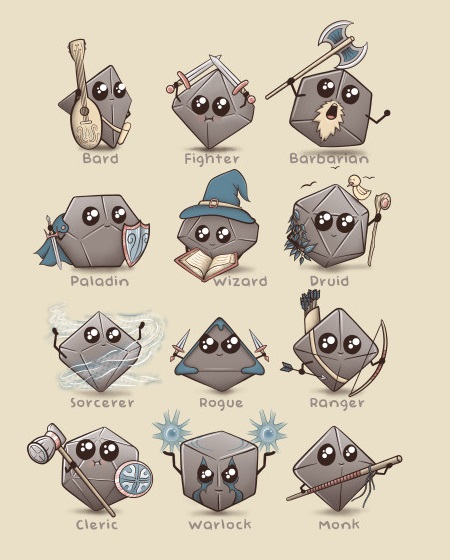 Bard
Fighter
Barbarian
Paladin
Wizard
Druid
Sorcerer
Rogue
Ranger
Cleric
Warlock
Monk